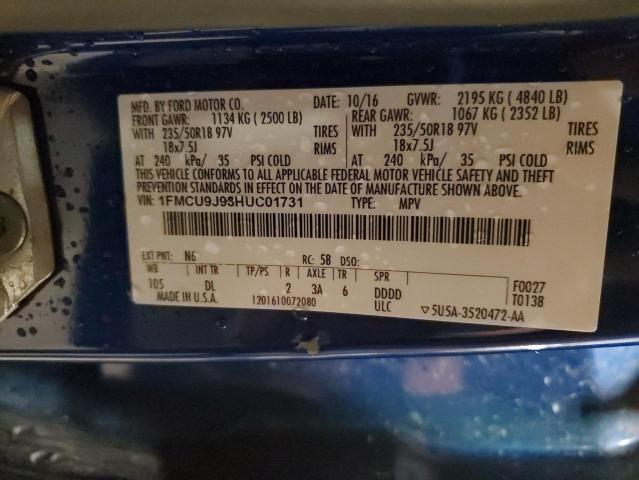 MFD. BY FORD MOTOR CO. DATE: 10/16 GVWR: 2195 KG ( 4840 LB)
FRONT GAWR: 1134 KG ( 2500 LB) REAR GAWR: 1067 KG ( 2352 LB)
WITH 235/50R18 97V TIRES WITH 235/50R18 97V TIRES
18x7.5J RIMS 18x7.5J RIMS
AT 240 kPa/ 35 PSI COLD AT 240 kPa/ 35 PSI COLD
THIS VEHICLE CONFORMS TO ALL APPLICABLE FEDERAL MOTOR VEHICLE SAFETY AND THEFT
PREVENTION STANDARDS IN EFFECT ON THE DATE OF MANUFACTURE SHOWN ABOVE.
VIN: 1FMCU9J93HUC01731 TYPE: MPV
EXT PNT: N6 RC: 58 DSO:
WB INT TR TP/PS R AXLE TR SPR F0027
105 DL 2 3A 6 DDDD T0138
MADE IN U.S.A. 1201610072080 ULC ▽5U5A-3520472-AA